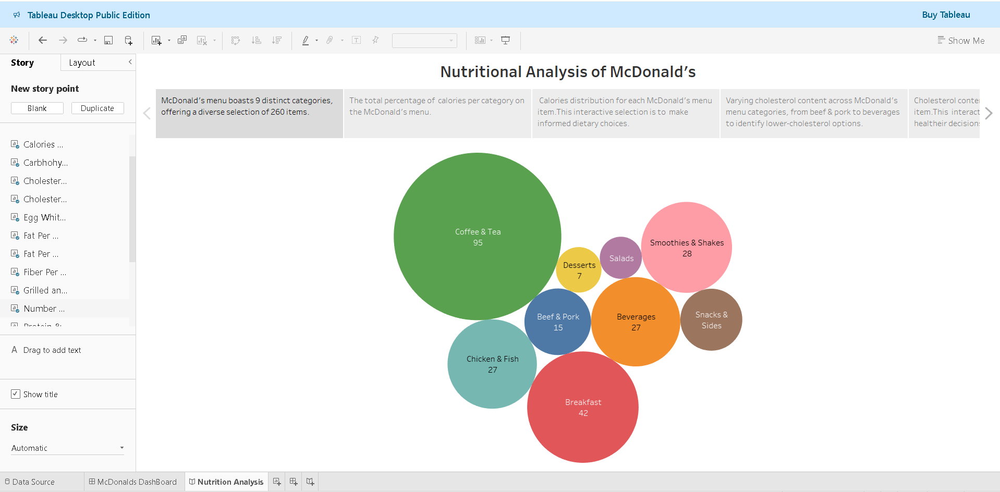 Tableau Desktop Public Edition
Buy Tableau
Show Me
Story
Layout
New story point
Blank
Duplicate
Calories ...
Carbhohy...
Cholester...
Cholester...
Egg Whit...
Fat Per ...
Fat Per ...
Fiber Per ...
Grilled an...
Number ...
A Drag to add text
Show title
Size
Automatic
Nutritional Analysis of McDonald's
McDonald's menu boasts 9 distinct categories,
offering a diverse selection of 260 items.
The total percentage of calories per category on
the McDonald's menu.
Calories distribution for each McDonald's menu
item.This interactive selection is to make
informed dietary choices.
Varying cholesterol content across McDonald's
menu categories, from beef & pork to beverages
to identify lower-cholesterol options.
Cholesterol conte
item.This interact
healtheir decision
Coffee & Tea
95
Desserts
7
Salads
Smoothies & Shakes
28
Beef & Pork
15
Beverages
27
Snacks &
Sides
Chicken & Fish
27
Breakfast
42
Data Source
McDonalds DashBoard
Nutrition Analysis